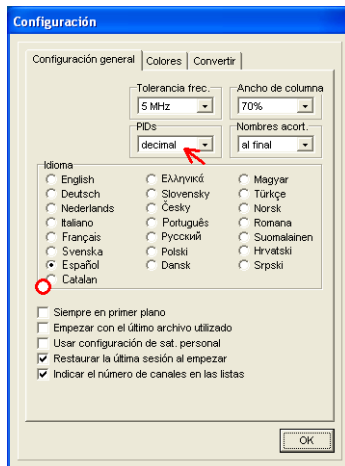 Configuración
Configuración general Colores Convertir
Tolerancia frec. Ancho de columna
5 MHz 70%
PIDs Nombres acort.
decimal al final
Idioma
English Ελληνικά Magyar
Deutsch Slovensky Türkçe
Nederlands Česky Norsk
Italiano Português Romana
Français Русский Suomalainen
Svenska Polski Hrvatski
Español Dansk Srpski
Catalan
Siempre en primer plano
Empezar con el último archivo utilizado
Usar configuración de sat. personal
Restaurar la última sesión al empezar
Indicar el número de canales en las listas
OK